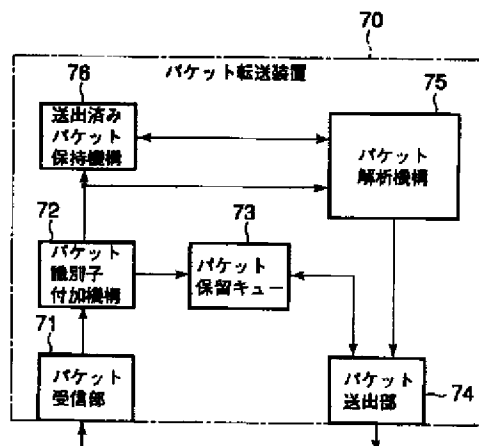 70
パケット転送装置
76
送出済み
パケット
保持機構
75
パケット
解析機構
72
パケット
識別子
付加機構
73
パケット
保留キュー
71
パケット
受信部
パケット
送出部
74